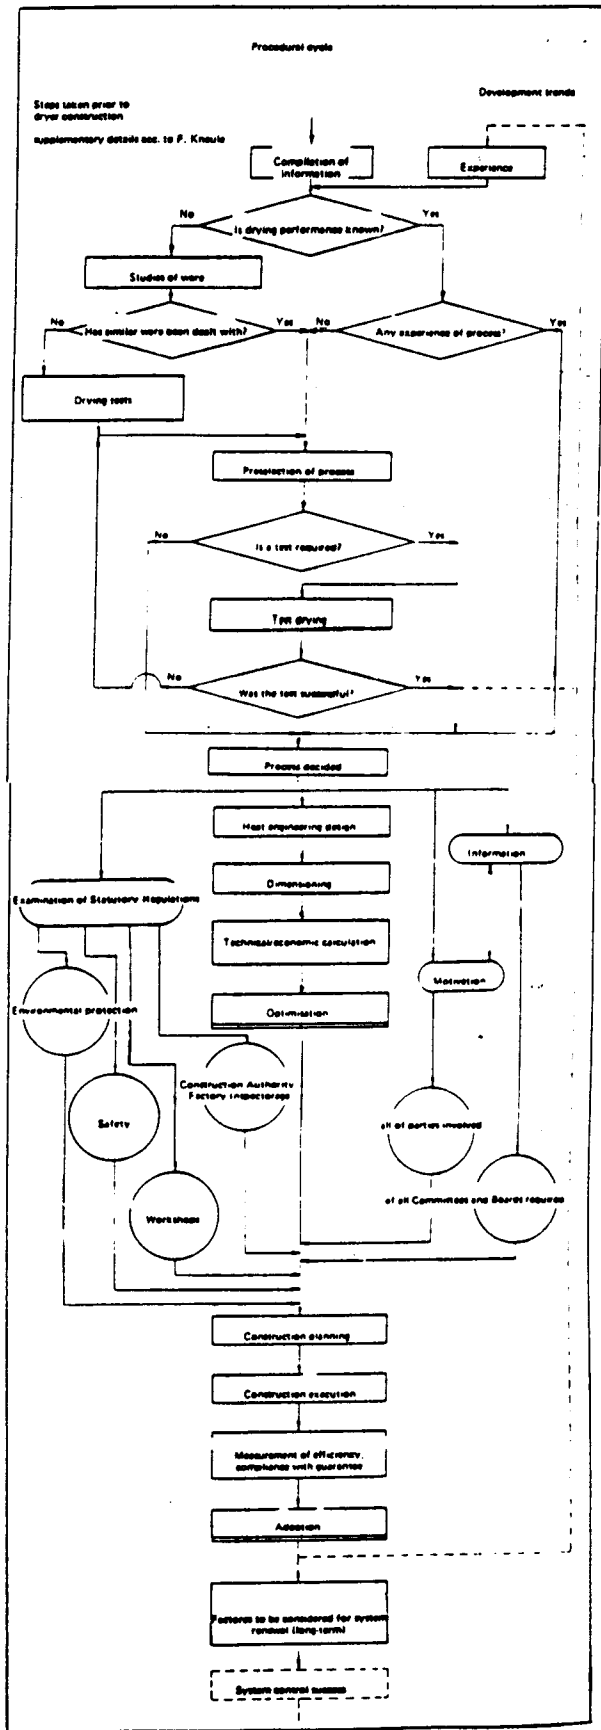 Procedural cycle
Steps taken prior to
dryer construction
Development trends
supplementary details acc. to F. Kneule
Compilation of
information
Experience
No
Yes
Is drying performance known?
Studies of ware
No
Has similar ware been dealt with?
Yes
No
Any experience of process?
Yes
Drying tests
Preselection of process
No
Is a test required?
Yes
Test drying
No
Was the test successful?
Yes
Process decided
Heat engineering design
Information
Dimensioning
Examination of Statutory Regulations
Technical/economic calculation
Motivation
Environmental protection
Optimisation
Construction Authority
Factory Inspectorate
Safety
all of parties involved
Workshops
of all Committees and Boards required
Construction planning
Construction execution
Measurement of efficiency,
compliance with guarantee
Adoption
Factores to be considered for system
renewal (long-term)
System control success